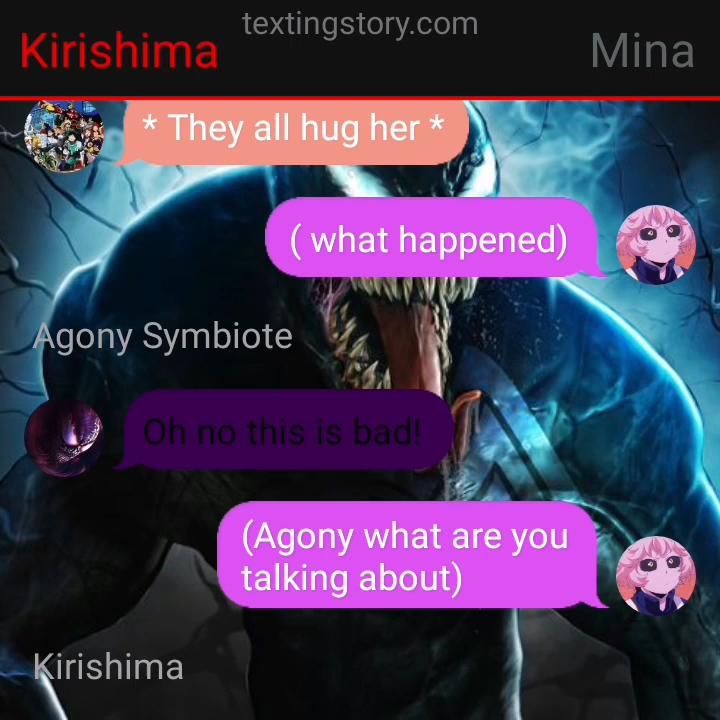 textingstory.com
Kirishima
Mina
* They all hug her *
( what happened)
Agony Symbiote
Oh no this is bad!
(Agony what are you
talking about)
Kirishima